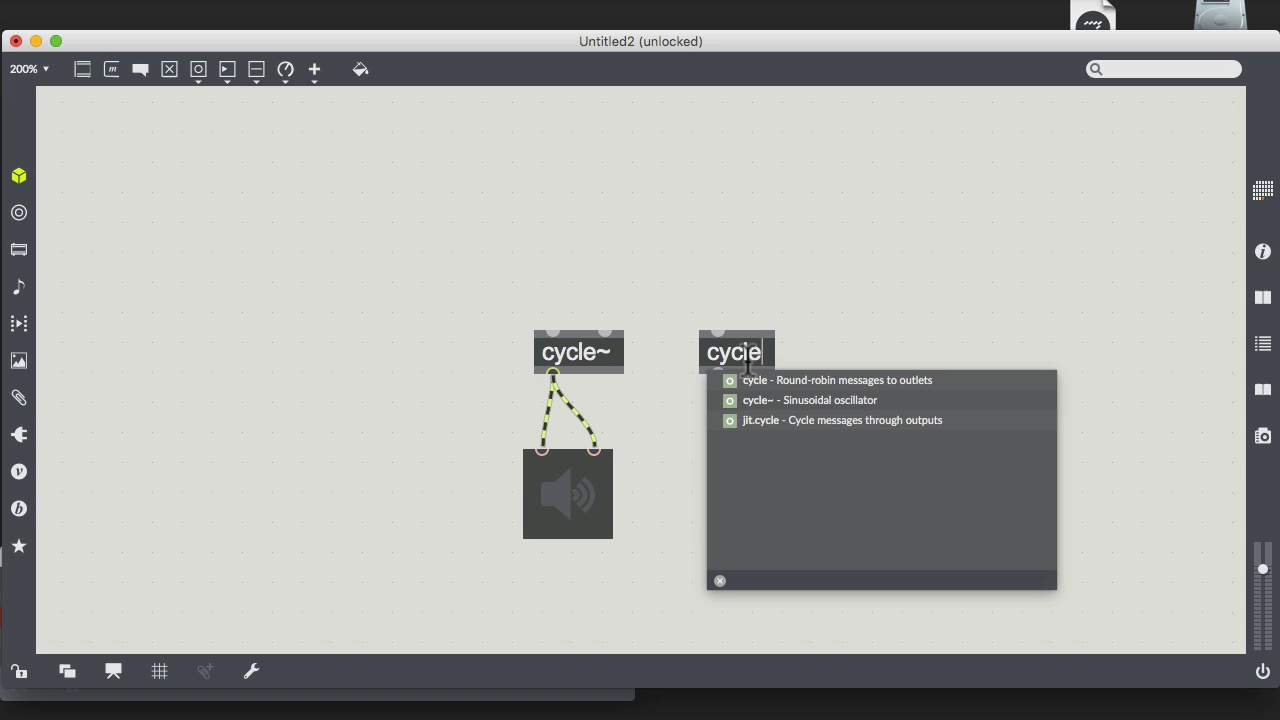 Untitled2 (unlocked)
200%
cycle~
cycle
cycle - Round-robin messages to outlets
cycle~ - Sinusoidal oscillator
jit.cycle - Cycle messages through outputs